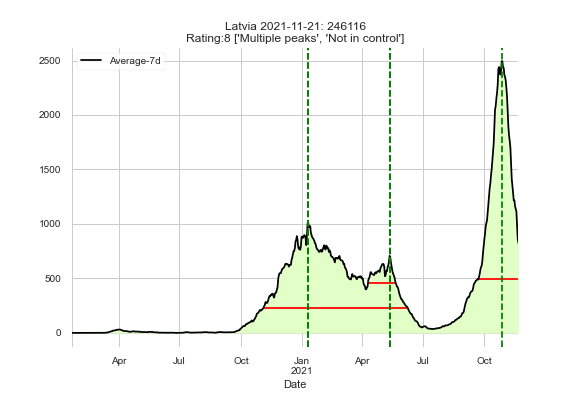 Latvia 2021-11-21: 246116
Rating:8 ['Multiple peaks', 'Not in control']
Average-7d
2500
2000
1500
1000
500
0
Apr Jul Oct Jan Apr Jul Oct
2021
Date